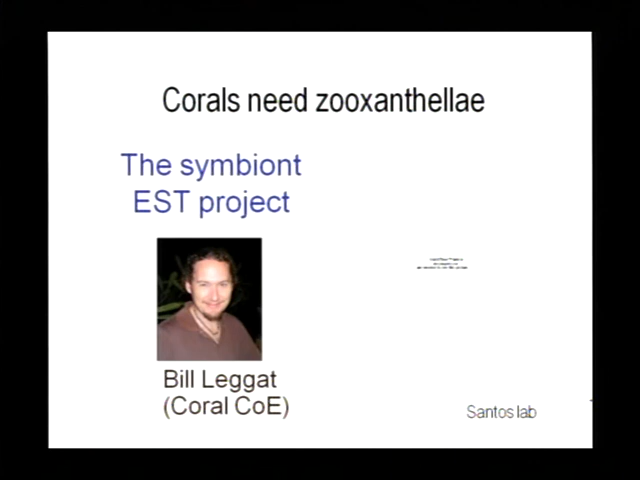 Corals need zooxanthellae
The symbiont
EST project
Bill Leggat
(Coral CoE)
Santos lab